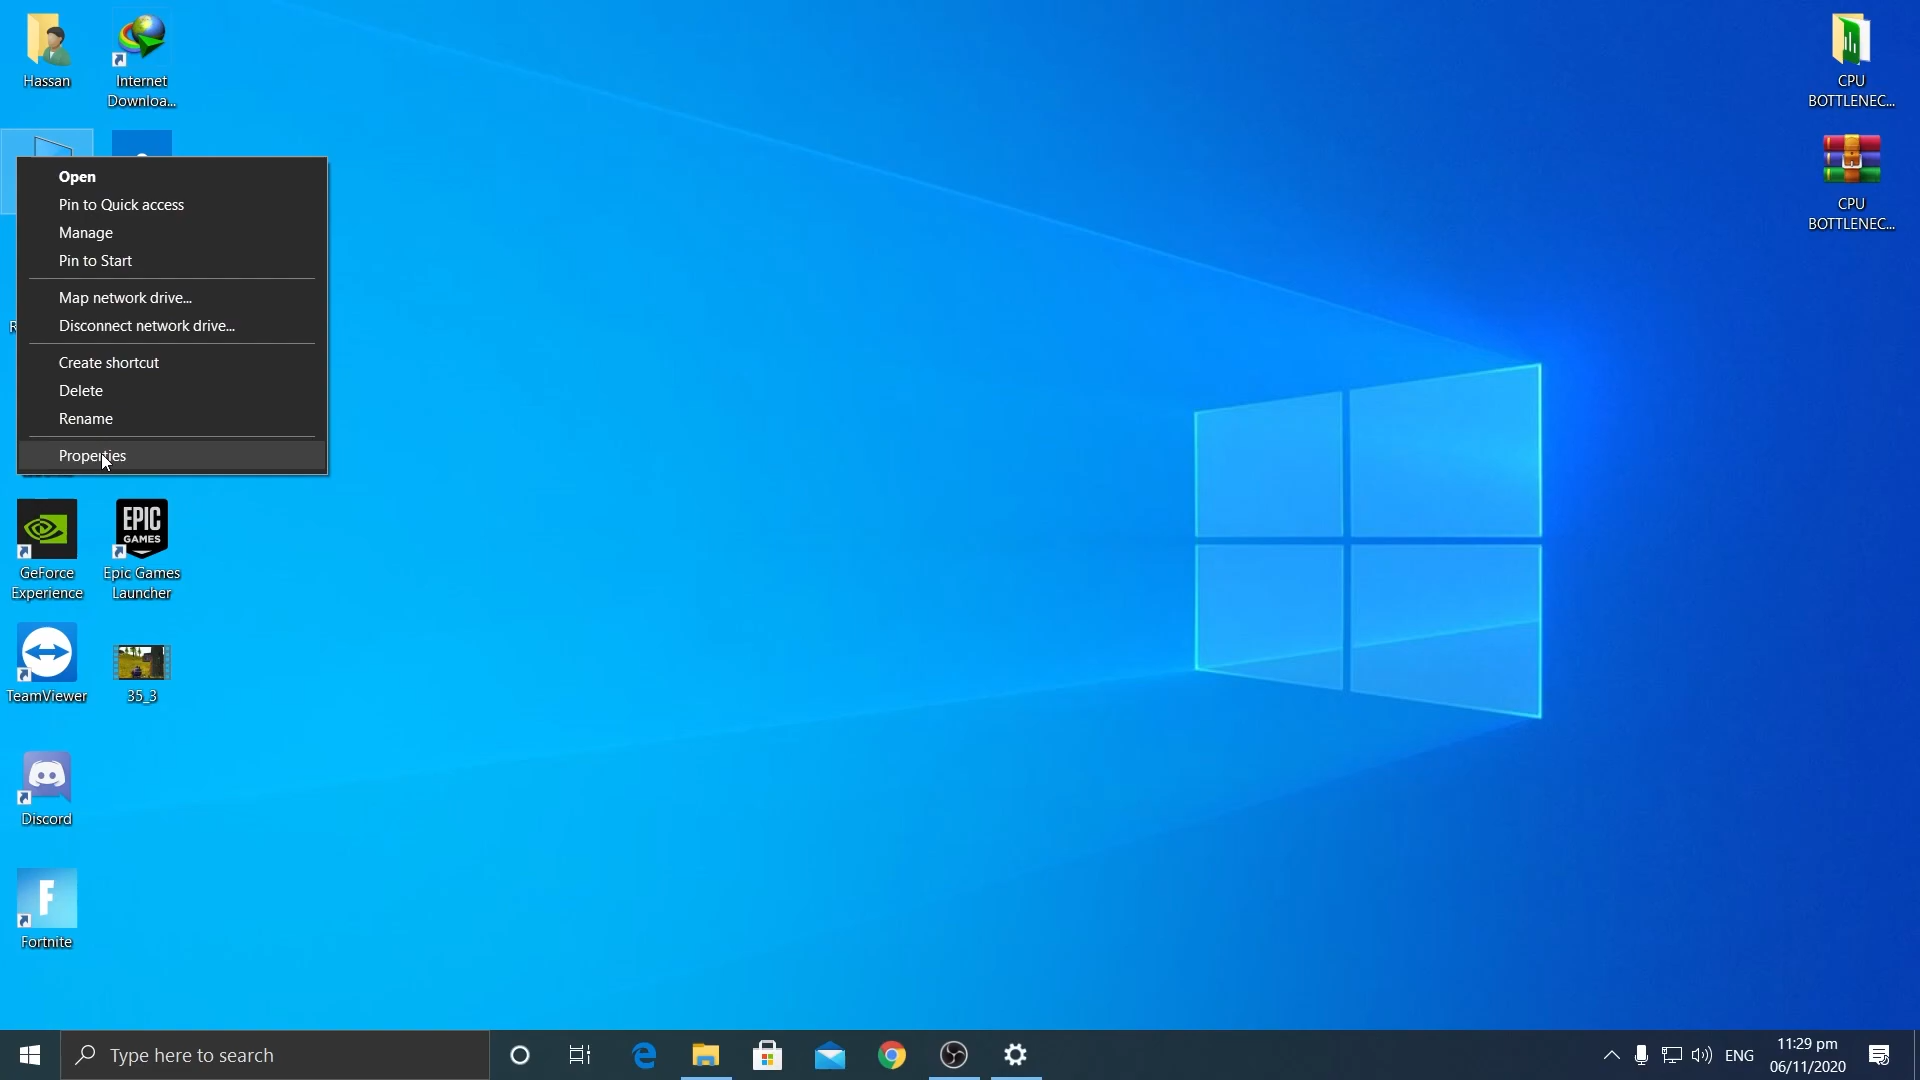 Hassan
Internet
Downloa...
CPU
BOTTLENEC...
CPU
BOTTLENEC...
Open
Pin to Quick access
Manage
Pin to Start
Map network drive...
Disconnect network drive...
Create shortcut
Delete
Rename
Properties
R
GeForce
Experience
EPIC
GAMES
Epic Games
Launcher
TeamViewer
35_3
Discord
F
Fortnite
Type here to search
ENG
11:29 pm
06/11/2020